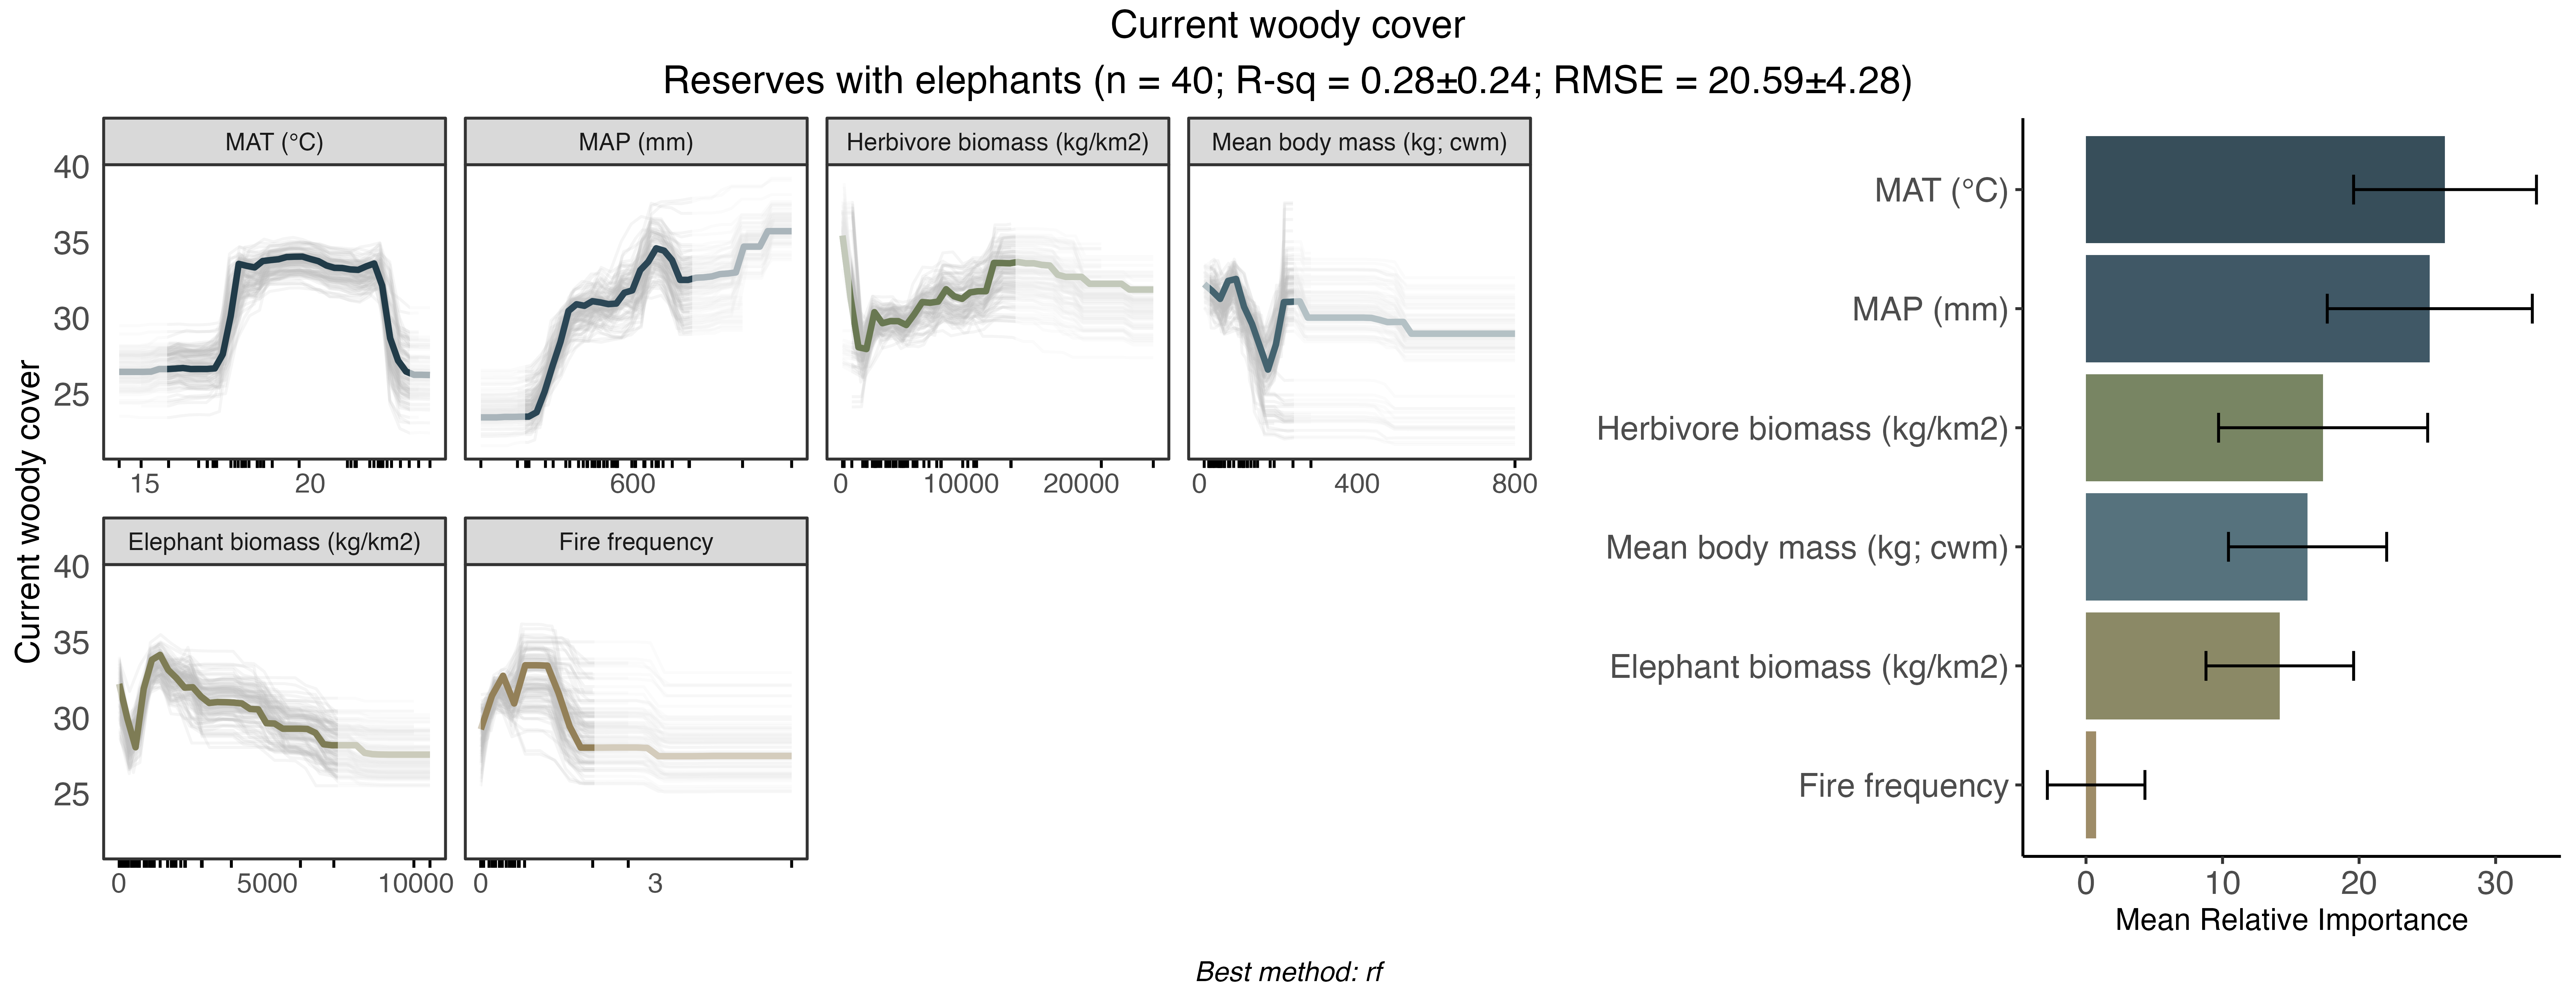 Current woody cover
Reserves with elephants (n = 40; R-sq = 0.28±0.24; RMSE = 20.59±4.28)
Current woody cover
MAT (°C)
MAP (mm)
Herbivore biomass (kg/km2)
Mean body mass (kg; cwm)
40
35
30
25
15 20
600
0 10000 20000
0 400 800
Elephant biomass (kg/km2)
Fire frequency
40
35
30
25
0 5000 10000
0 3
MAT (°C)
MAP (mm)
Herbivore biomass (kg/km2)
Mean body mass (kg; cwm)
Elephant biomass (kg/km2)
Fire frequency
0 10 20 30
Mean Relative Importance
Best method: rf